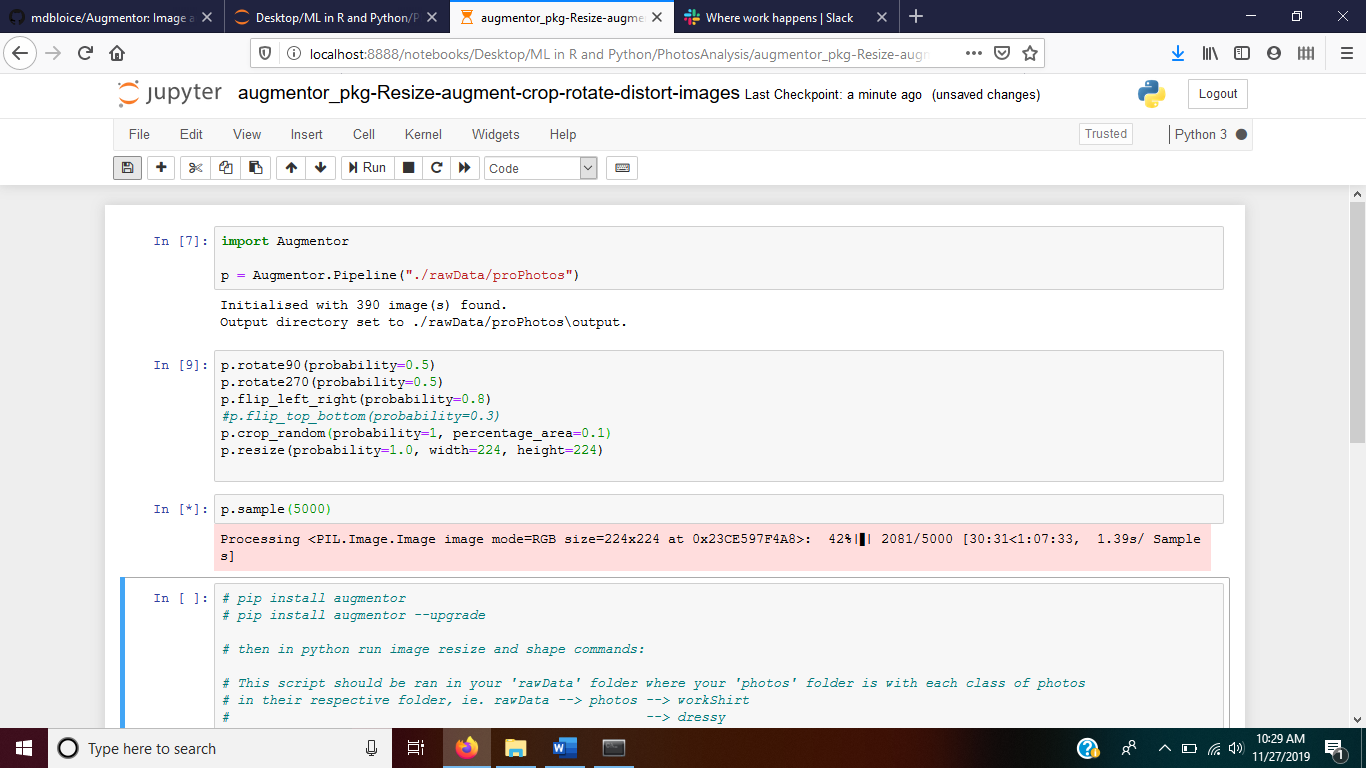 mdbloice/Augmentor: Image a
Desktop/ML in R and Python/P
augmentor_pkg-Resize-augme
Where work happens | Slack
localhost:8888/notebooks/Desktop/ML in R and Python/PhotosAnalysis/augmentor_pkg-Resize-augn
jupyter augmentor_pkg-Resize-augment-crop-rotate-distort-images Last Checkpoint: a minute ago (unsaved changes)
Logout
File Edit View Insert Cell Kernel Widgets Help
Trusted
Python 3
Run
Code
In [7]: import Augmentor
p = Augmentor.Pipeline("./rawData/proPhotos")
Initialised with 390 image(s) found.
Output directory set to ./rawData/proPhotos\output.
In [9]: p.rotate90(probability=0.5)
p.rotate270(probability=0.5)
p.flip_left_right(probability=0.8)
#p.flip_top_bottom(probability=0.3)
p.crop_random(probability=1, percentage_area=0.1)
p.resize(probability=1.0, width=224, height=224)
In [*]: p.sample(5000)
Processing <PIL.Image.Image image mode=RGB size=224x224 at 0x23CE597F4A8>:  42%|█| 2081/5000 [30:31<1:07:33,  1.39s/ Sample
s]
In [ ]: # pip install augmentor
# pip install augmentor --upgrade
# then in python run image resize and shape commands:
# This script should be ran in your 'rawData' folder where your 'photos' folder is with each class of photos
# in their respective folder, ie. rawData --> photos --> workShirt
# --> dressy
Type here to search
10:29 AM
11/27/2019
1